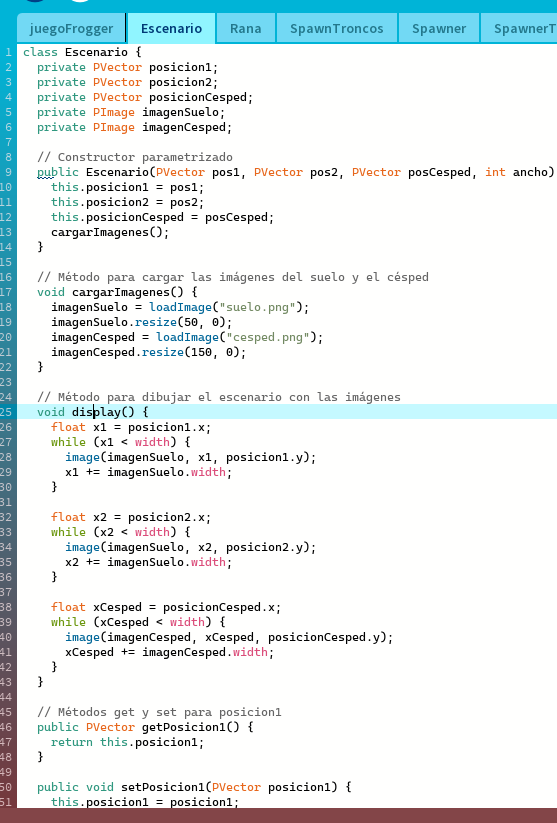 juegoFrogger Escenario Rana SpawnTroncos Spawner SpawnerT
1 class Escenario {
2 private PVector posicion1;
3 private PVector posicion2;
4 private PVector posicionCesped;
5 private PImage imagenSuelo;
6 private PImage imagenCesped;
7
8 // Constructor parametrizado
9 public Escenario(PVector pos1, PVector pos2, PVector posCesped, int ancho)
10 this.posicion1 = pos1;
11 this.posicion2 = pos2;
12 this.posicionCesped = posCesped;
13 cargarImagenes();
14 }
15
16 // Método para cargar las imágenes del suelo y el césped
17 void cargarImagenes() {
18 imagenSuelo = loadImage("suelo.png");
19 imagenSuelo.resize(50, 0);
20 imagenCesped = loadImage("cesped.png");
21 imagenCesped.resize(150, 0);
22 }
23
24 // Método para dibujar el escenario con las imágenes
25 void display() {
26 float x1 = posicion1.x;
27 while (x1 < width) {
28 image(imagenSuelo, x1, posicion1.y);
29 x1 += imagenSuelo.width;
30 }
31
32 float x2 = posicion2.x;
33 while (x2 < width) {
34 image(imagenSuelo, x2, posicion2.y);
35 x2 += imagenSuelo.width;
36 }
37
38 float xCesped = posicionCesped.x;
39 while (xCesped < width) {
40 image(imagenCesped, xCesped, posicionCesped.y);
41 xCesped += imagenCesped.width;
42 }
43 }
44
45 // Métodos get y set para posicion1
46 public PVector getPosicion1() {
47 return this.posicion1;
48 }
49
50 public void setPosicion1(PVector posicion1) {
51 this.posicion1 = posicion1;